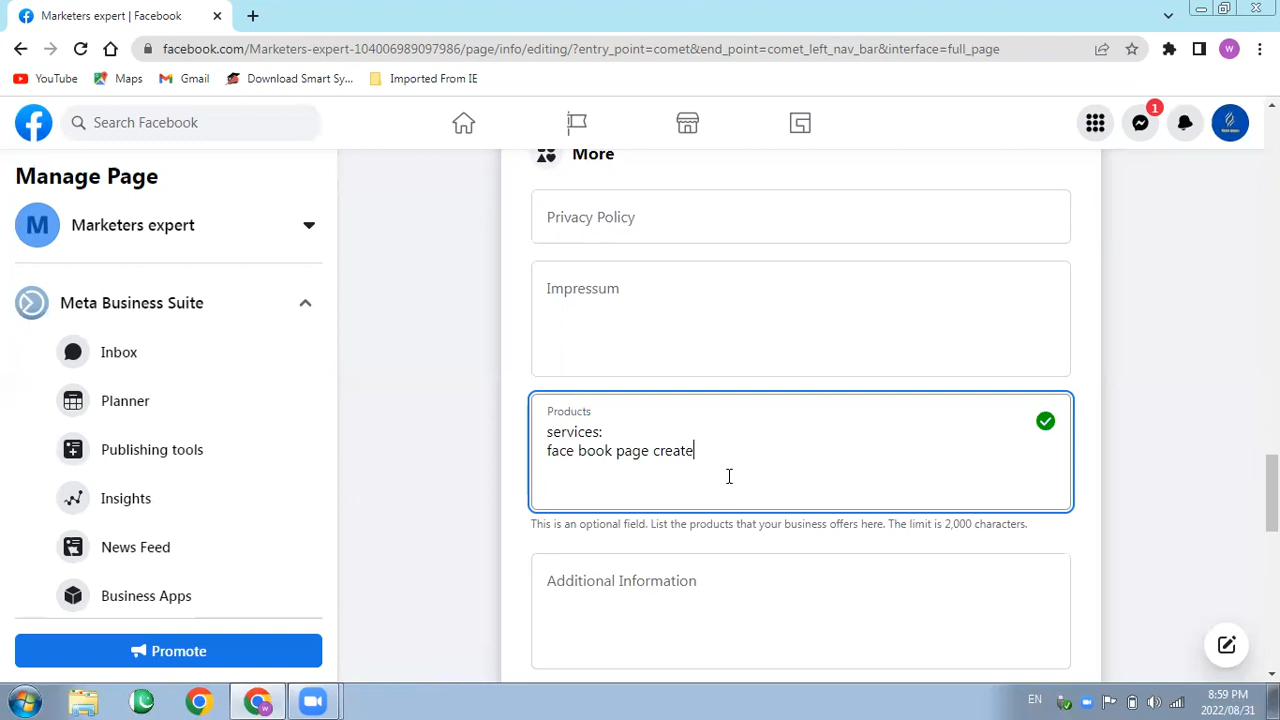 Marketers expert | Facebook
facebook.com/Marketers-expert-104006989097986/page/info/editing/?entry_point=comet&end_point=comet_left_nav_bar&interface=full_page
W
YouTube
Maps
Gmail
Download Smart Sy...
Imported From IE
Search Facebook
1
Manage Page
M
Marketers expert
Meta Business Suite
Inbox
Planner
Publishing tools
Insights
News Feed
Business Apps
Promote
More
Privacy Policy
Impressum
Products
services:
face book page create
This is an optional field. List the products that your business offers here. The limit is 2,000 characters.
Additional Information
EN
8:59 PM
2022/08/31